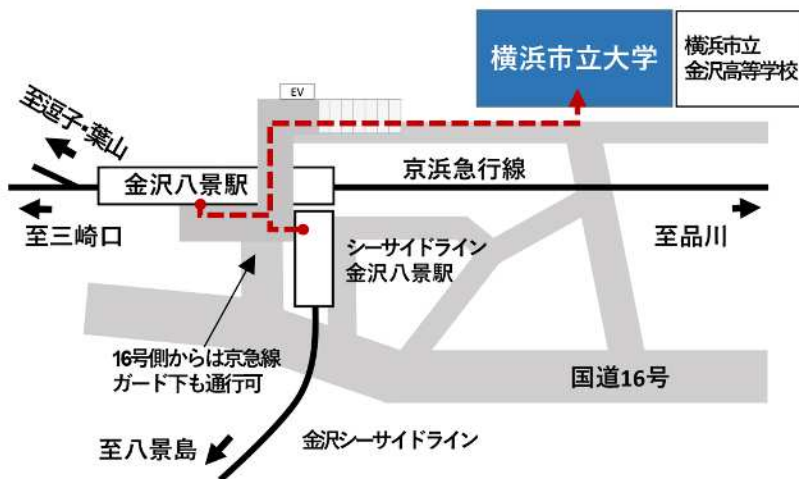 横浜市立大学
横浜市立
金沢高等学校
EV
至逗子・葉山
金沢八景駅
京浜急行線
至三崎口
至品川
シーサイドライン
金沢八景駅
16号側からは京急線
ガード下も通行可
国道16号
金沢シーサイドライン
至八景島